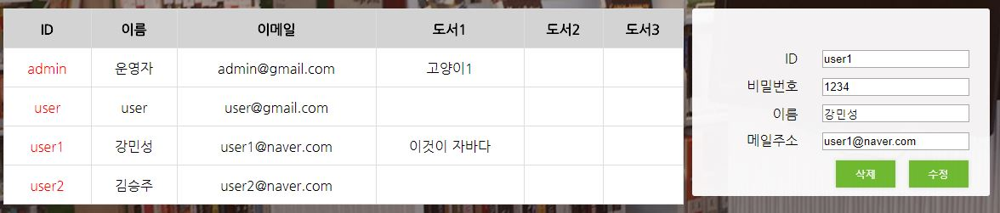 ID 이름 이메일 도서1 도서2 도서3
admin 운영자 admin@gmail.com 고양이1
user user user@gmail.com
user1 강민성 user1@naver.com 이것이 자바다
user2 김승주 user2@naver.com
ID user1
비밀번호 1234
이름 강민성
메일주소 user1@naver.com
삭제 수정